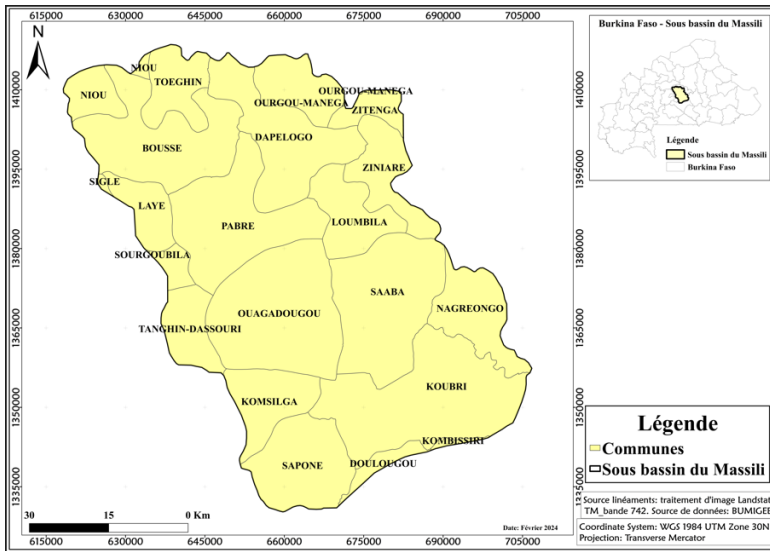 615000 630000 645000 660000 675000 690000 705000
N
Burkina Faso - Sous bassin du Massili
Légende
Sous bassin du Massili
Burkina Faso
1410000 1410000
1395000 1395000
1380000 1380000
1365000 1365000
1350000 1350000
1335000 1335000
NIOU
NIOU
TOEGHIN
OURGOU-MANEGA
OURGOU-MANEGA
ZITENGA
DAPELOGO
BOUSSE
ZINIARE
SIGLE
LAYE
LOUMBILA
PABRE
SOURGOUBILA
SAABA
OUAGADOUGOU
NAGREONGO
TANGHIN-DASSOURI
KOUBRI
KOMSILGA
KOMBISSIRI
SAPONE
DOULOUGOU
Légende
Communes
Sous bassin du Massili
30 15 0 Km
Date: Février 2024
Source linéaments: traitement d'image Landsat
TM_bande 742. Source de données: BUMIGEB
Coordinate System: WGS 1984 UTM Zone 30N
Projection: Transverse Mercator
615000 630000 645000 660000 675000 690000 705000